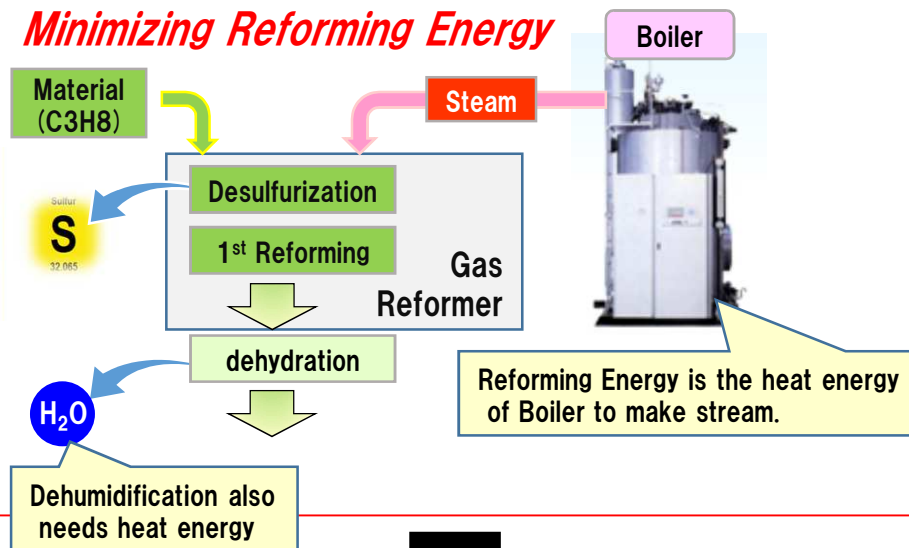 Minimizing Reforming Energy
Boiler
Material
(C3H8)
Steam
Desulfurization
Sulfur
S
32.065
1st Reforming
Gas
Reformer
dehydration
H2O
Reforming Energy is the heat energy
of Boiler to make stream.
Dehumidification also
needs heat energy